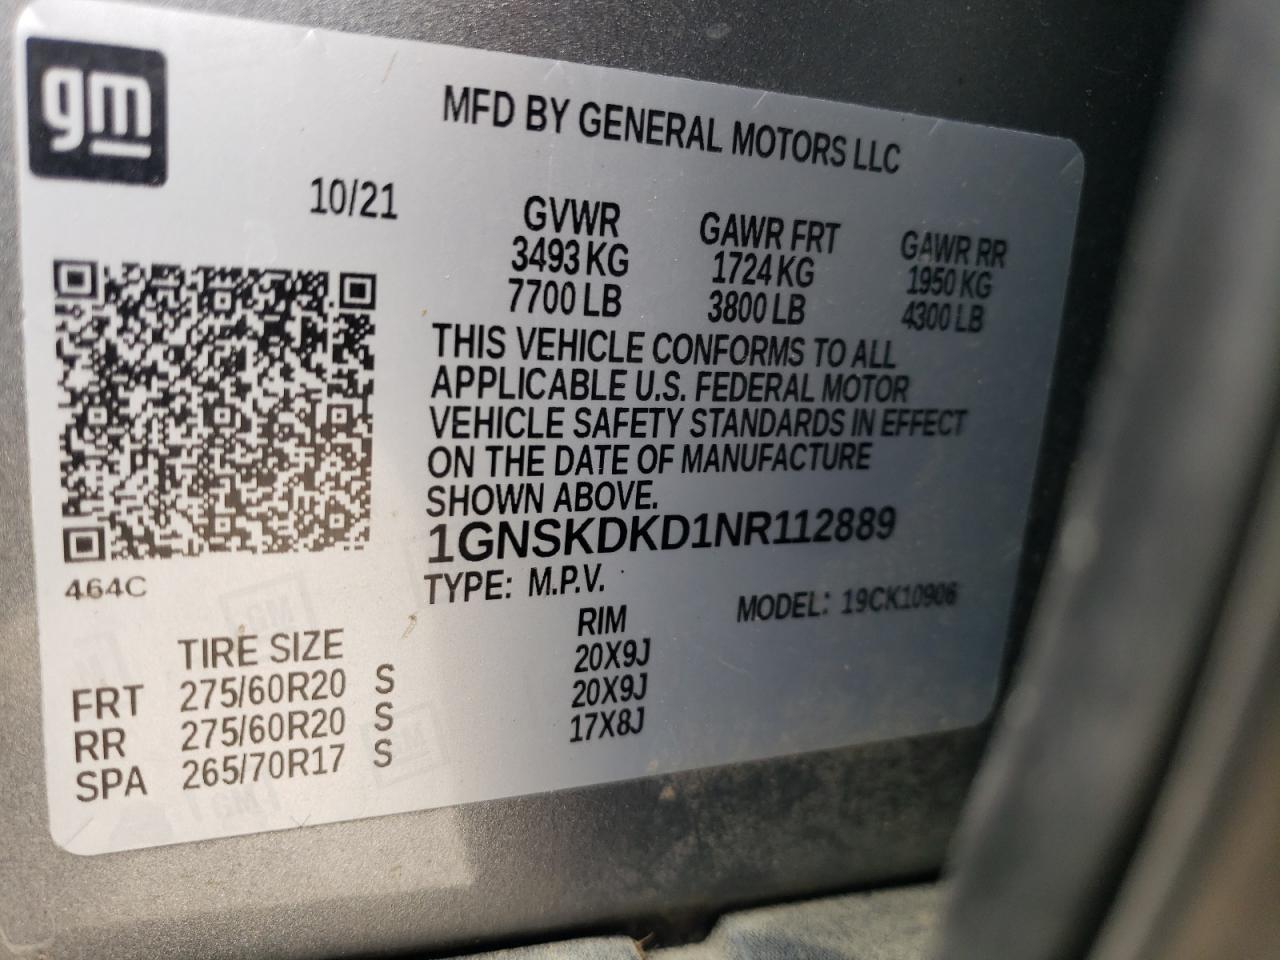 gm
MFD BY GENERAL MOTORS LLC
10/21
GVWR GAWR FRT GAWR RR
3493 KG 1724 KG 1950 KG
7700 LB 3800 LB 4300 LB
THIS VEHICLE CONFORMS TO ALL
APPLICABLE U.S. FEDERAL MOTOR
VEHICLE SAFETY STANDARDS IN EFFECT
ON THE DATE OF MANUFACTURE
SHOWN ABOVE.
1GNSKDKD1NR112889
464C
TYPE: M.P.V. MODEL: 19CK10906
TIRE SIZE RIM
FRT 275/60R20 S 20X9J
RR 275/60R20 S 20X9J
SPA 265/70R17 S 17X8J